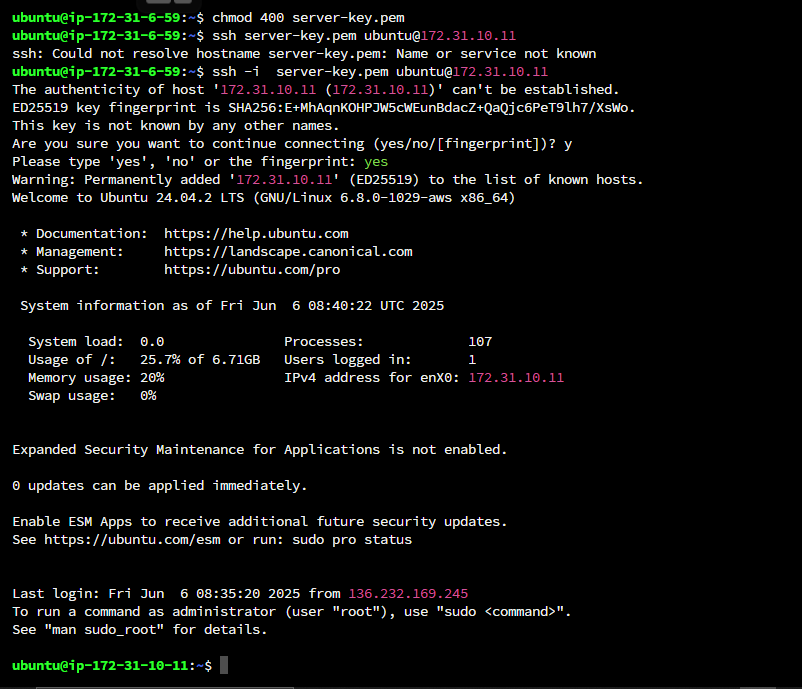 ubuntu@ip-172-31-6-59:~$ chmod 400 server-key.pem
ubuntu@ip-172-31-6-59:~$ ssh server-key.pem ubuntu@172.31.10.11
ssh: Could not resolve hostname server-key.pem: Name or service not known
ubuntu@ip-172-31-6-59:~$ ssh -i  server-key.pem ubuntu@172.31.10.11
The authenticity of host '172.31.10.11 (172.31.10.11)' can't be established.
ED25519 key fingerprint is SHA256:E+MhAqnKOHPJW5cWEunBdacZ+QaQjc6PeT9lh7/XsWo.
This key is not known by any other names.
Are you sure you want to continue connecting (yes/no/[fingerprint])? y
Please type 'yes', 'no' or the fingerprint: yes
Warning: Permanently added '172.31.10.11' (ED25519) to the list of known hosts.
Welcome to Ubuntu 24.04.2 LTS (GNU/Linux 6.8.0-1029-aws x86_64)
 * Documentation:  https://help.ubuntu.com
 * Management:     https://landscape.canonical.com
 * Support:        https://ubuntu.com/pro
 System information as of Fri Jun  6 08:40:22 UTC 2025
  System load:  0.0               Processes:             107
  Usage of /:   25.7% of 6.71GB   Users logged in:       1
  Memory usage: 20%               IPv4 address for enX0: 172.31.10.11
  Swap usage:   0%
Expanded Security Maintenance for Applications is not enabled.
0 updates can be applied immediately.
Enable ESM Apps to receive additional future security updates.
See https://ubuntu.com/esm or run: sudo pro status
Last login: Fri Jun  6 08:35:20 2025 from 136.232.169.245
To run a command as administrator (user "root"), use "sudo <command>".
See "man sudo_root" for details.
ubuntu@ip-172-31-10-11:~$